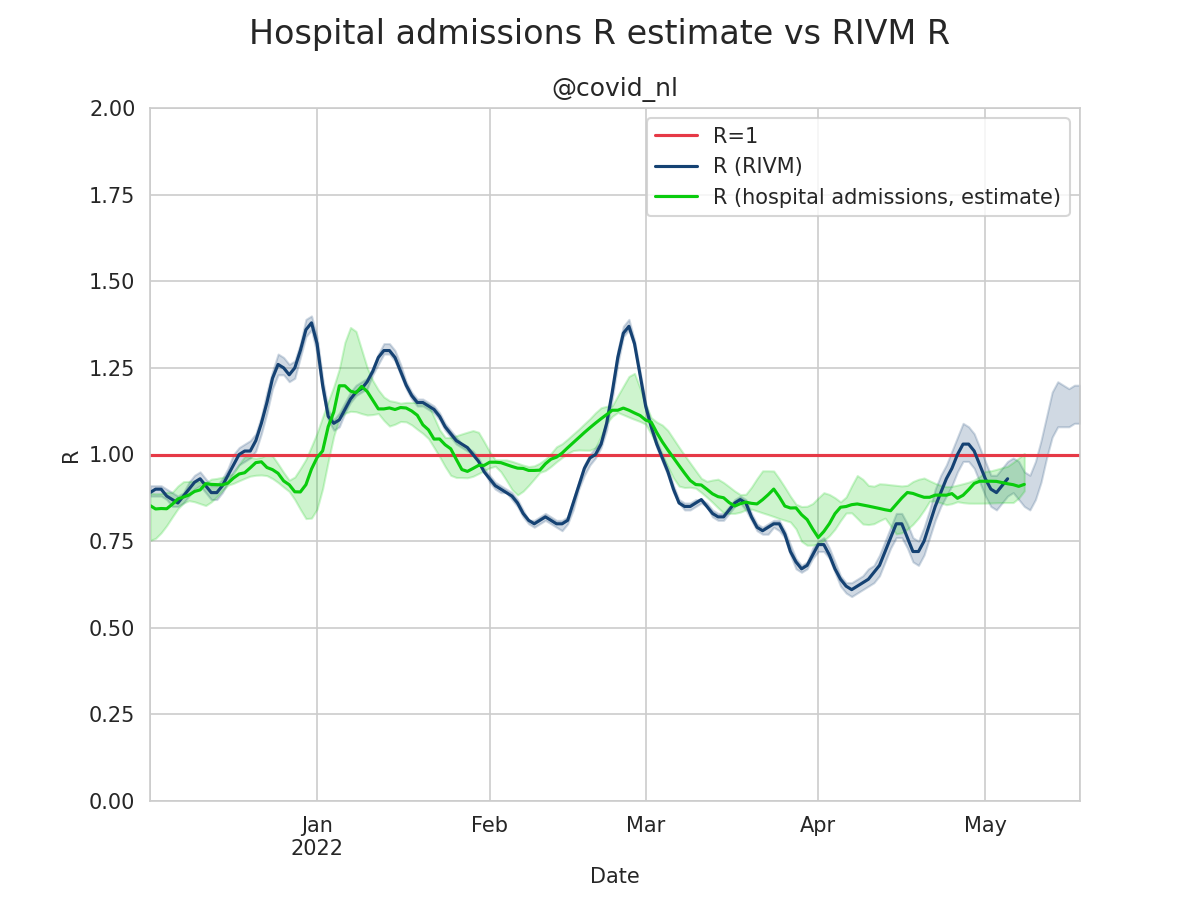 Hospital admissions R estimate vs RIVM R
@covid_nl
2.00
1.75
1.50
1.25
1.00
0.75
0.50
0.25
0.00
R
R=1
R (RIVM)
R (hospital admissions, estimate)
Jan
2022
Feb
Mar
Apr
May
Date